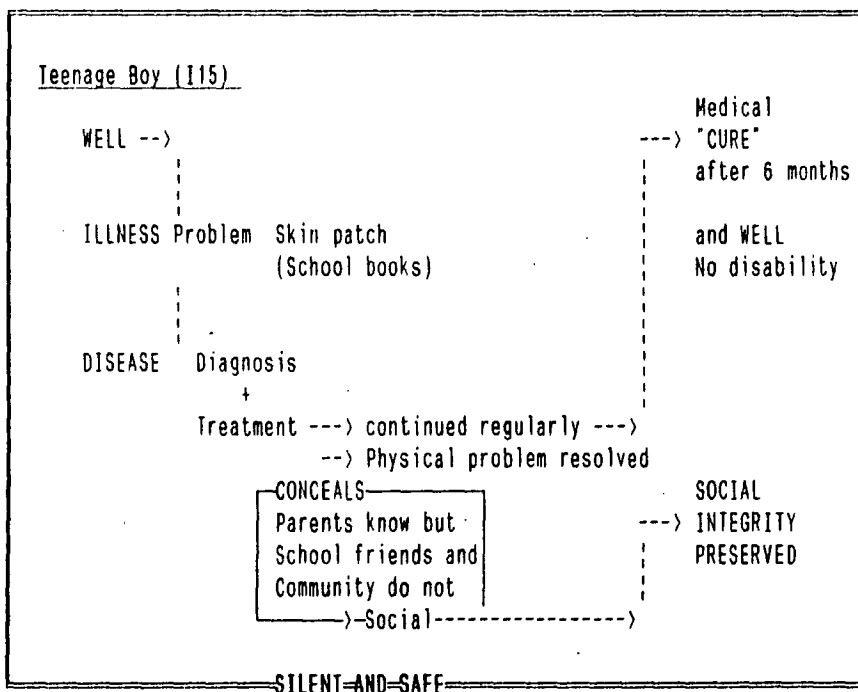 Teenage Boy (I15)
Medical
WELL --> ---> "CURE"
after 6 months
ILLNESS Problem Skin patch and WELL
(School books) No disability
DISEASE Diagnosis
+
Treatment ---> continued regularly --->
--> Physical problem resolved
CONCEALS SOCIAL
Parents know but ---> INTEGRITY
School friends and PRESERVED
Community do not
>-Social----------------->
SILENT AND SAFE